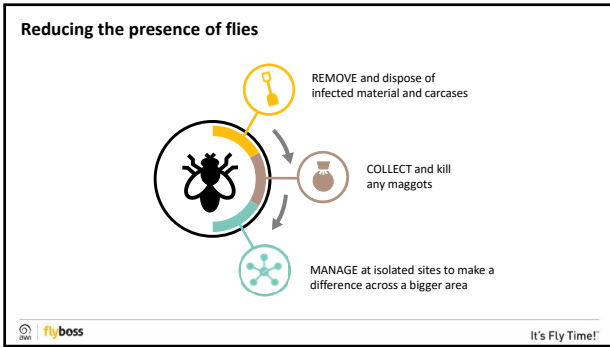 Reducing the presence of flies
REMOVE and dispose of
infected material and carcases
COLLECT and kill
any maggots
MANAGE at isolated sites to make a
difference across a bigger area
awi flyboss
It's Fly Time!™